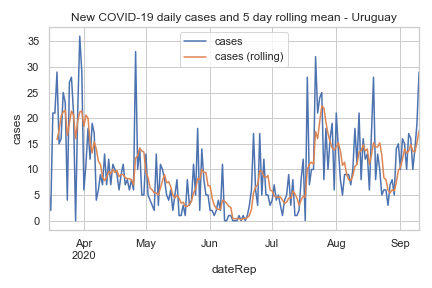 New COVID-19 daily cases and 5 day rolling mean - Uruguay
cases
cases (rolling)
35
30
25
20
15
10
5
0
cases
Apr
2020
May
Jun
Jul
Aug
Sep
dateRep